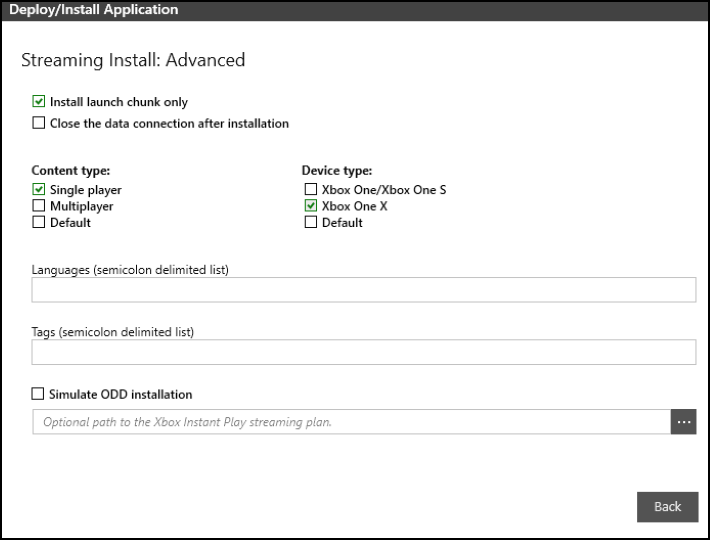 Deploy/Install Application
Streaming Install: Advanced
Install launch chunk only
Close the data connection after installation
Content type:
Single player
Multiplayer
Default
Device type:
Xbox One/Xbox One S
Xbox One X
Default
Languages (semicolon delimited list)
Tags (semicolon delimited list)
Simulate ODD installation
Optional path to the Xbox Instant Play streaming plan.
...
Back